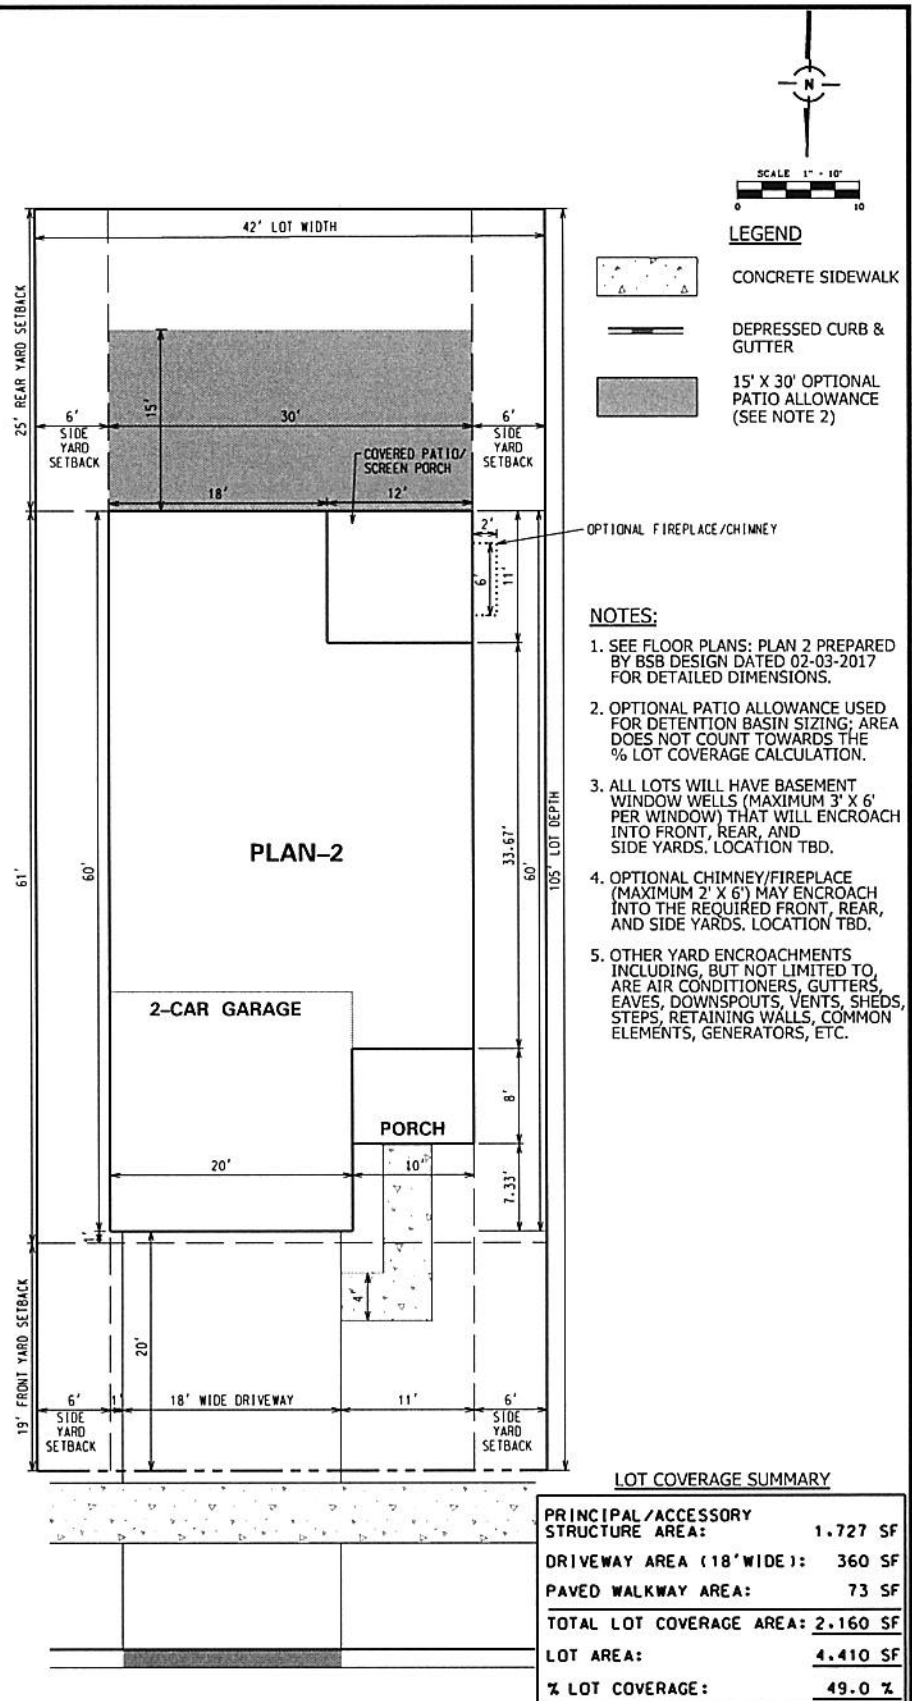 N
SCALE 1" - 10'
0 10
LEGEND
CONCRETE SIDEWALK
DEPRESSED CURB &
GUTTER
15' X 30' OPTIONAL
PATIO ALLOWANCE
(SEE NOTE 2)
42' LOT WIDTH
25' REAR YARD SETBACK
15'
6'
SIDE
YARD
SETBACK
30'
6'
SIDE
YARD
SETBACK
COVERED PATIO/
SCREEN PORCH
18'
12'
2'
OPTIONAL FIREPLACE/CHIMNEY
6'
11'
NOTES:
1. SEE FLOOR PLANS: PLAN 2 PREPARED
BY BSB DESIGN DATED 02-03-2017
FOR DETAILED DIMENSIONS.
2. OPTIONAL PATIO ALLOWANCE USED
FOR DETENTION BASIN SIZING; AREA
DOES NOT COUNT TOWARDS THE
% LOT COVERAGE CALCULATION.
3. ALL LOTS WILL HAVE BASEMENT
WINDOW WELLS (MAXIMUM 3' X 6'
PER WINDOW) THAT WILL ENCROACH
INTO FRONT, REAR, AND
SIDE YARDS. LOCATION TBD.
4. OPTIONAL CHIMNEY/FIREPLACE
(MAXIMUM 2' X 6') MAY ENCROACH
INTO THE REQUIRED FRONT, REAR,
AND SIDE YARDS. LOCATION TBD.
5. OTHER YARD ENCROACHMENTS
INCLUDING, BUT NOT LIMITED TO,
ARE AIR CONDITIONERS, GUTTERS,
EAVES, DOWNSPOUTS, VENTS, SHEDS,
STEPS, RETAINING WALLS, COMMON
ELEMENTS, GENERATORS, ETC.
61'
60'
PLAN-2
33.67'
60'
105' LOT DEPTH
2-CAR GARAGE
8'
PORCH
20'
10'
7.33'
1'
4'
19' FRONT YARD SETBACK
20'
6'
SIDE
YARD
SETBACK
1'
18' WIDE DRIVEWAY
11'
6'
SIDE
YARD
SETBACK
LOT COVERAGE SUMMARY
PRINCIPAL/ACCESSORY
STRUCTURE AREA: 1.727 SF
DRIVEWAY AREA (18'WIDE): 360 SF
PAVED WALKWAY AREA: 73 SF
TOTAL LOT COVERAGE AREA: 2.160 SF
LOT AREA: 4.410 SF
% LOT COVERAGE: 49.0 %